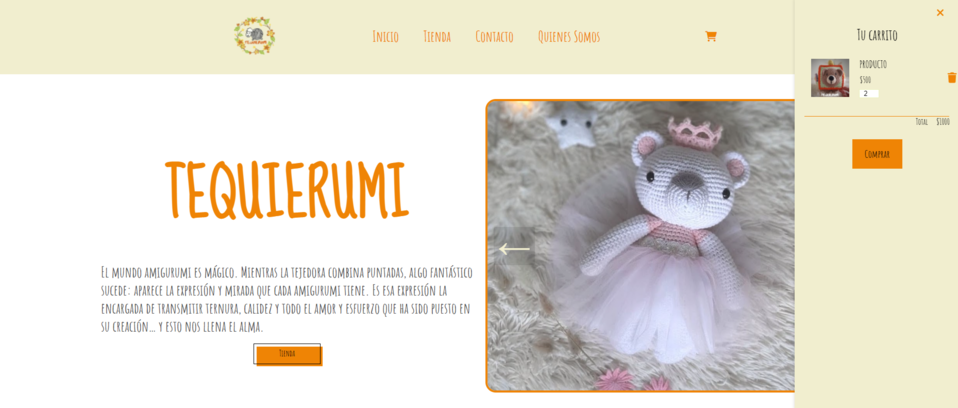 Inicio Tienda Contacto Quienes Somos
TEQUIERUMI
El mundo amigurumi es mágico. Mientras la tejedora combina puntadas, algo fantástico
sucede: aparece la expresión y mirada que cada amigurumi tiene. Es esa expresión la
encargada de transmitir ternura, calidez y todo el amor y esfuerzo que ha sido puesto en
su creación... y esto nos llena el alma.
Tienda
Tu carrito
PRODUCTO
$500
2
Total $1000
Comprar